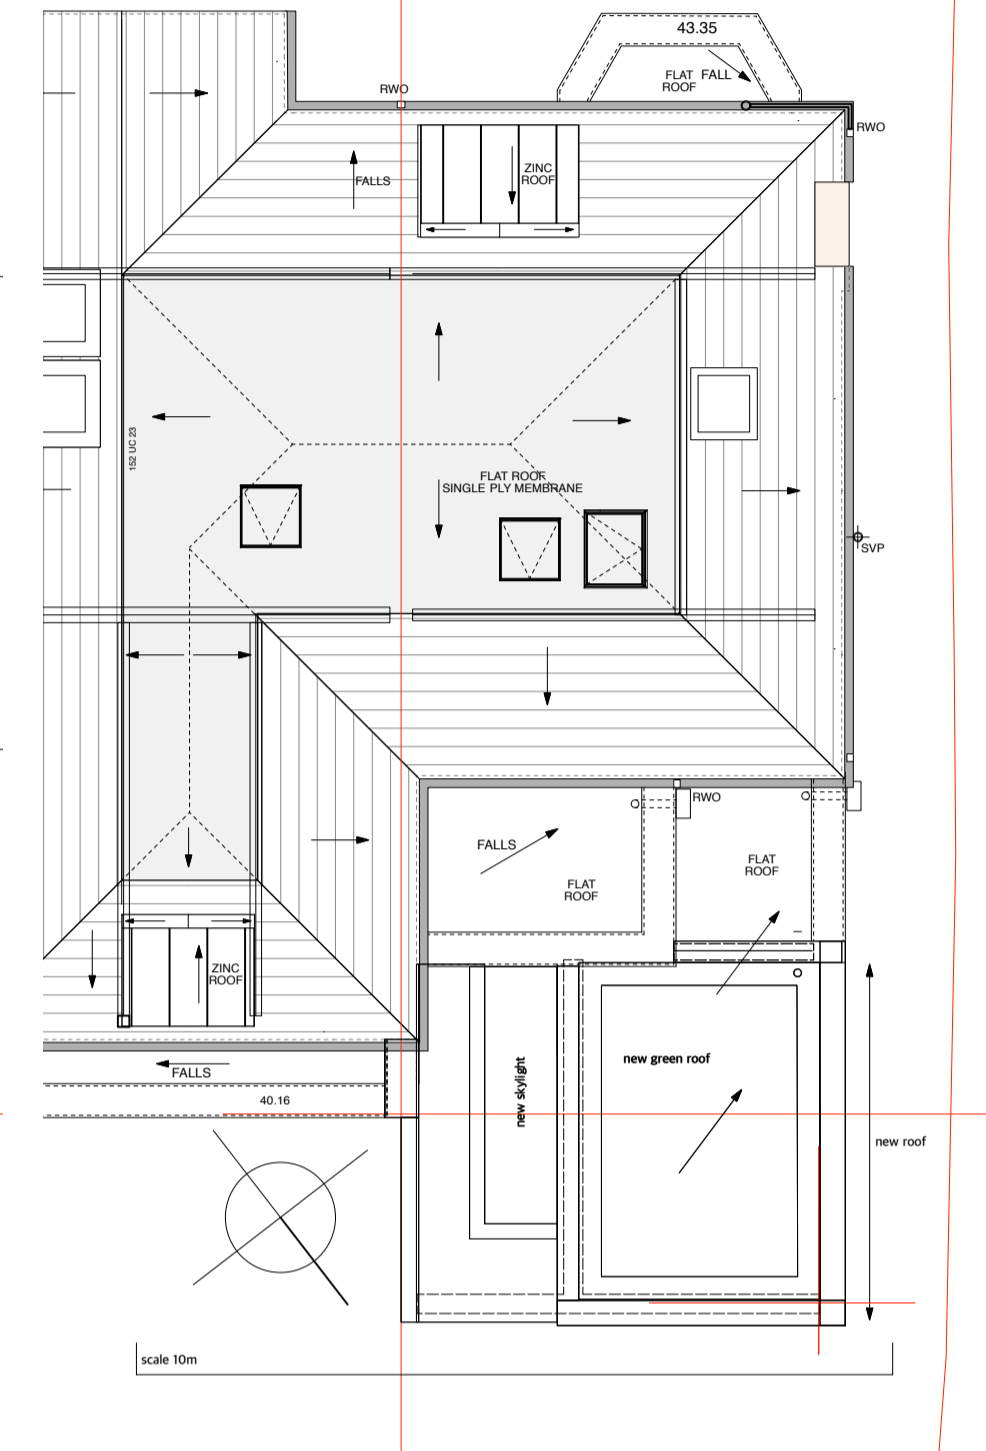 43.35
FLAT FALL
ROOF
RWO
RWO
FALLS
ZINC
ROOF
152 UC 23
FLAT ROOF
SINGLE PLY MEMBRANE
SVP
RWO
FALLS
FLAT
ROOF
FLAT
ROOF
ZINC
ROOF
new green roof
FALLS
new skylight
40.16
new roof
scale 10m